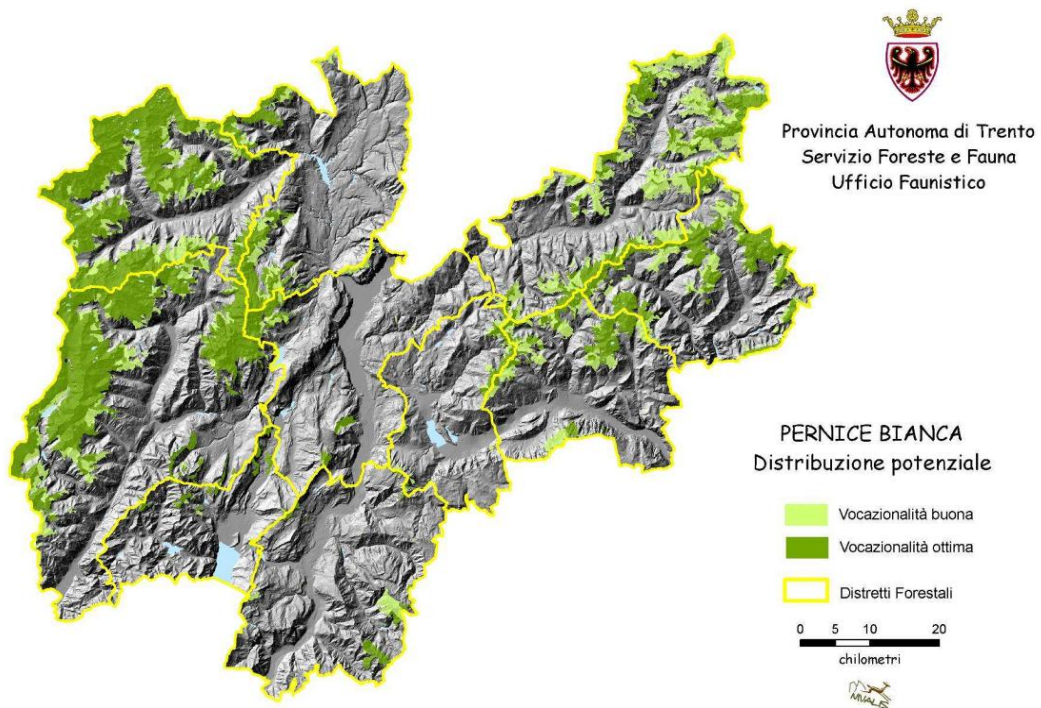 Provincia Autonoma di Trento
Servizio Foreste e Fauna
Ufficio Faunistico
PERNICE BIANCA
Distribuzione potenziale
Vocazionalità buona
Vocazionalità ottima
Distretti Forestali
0 5 10 20
chilometri